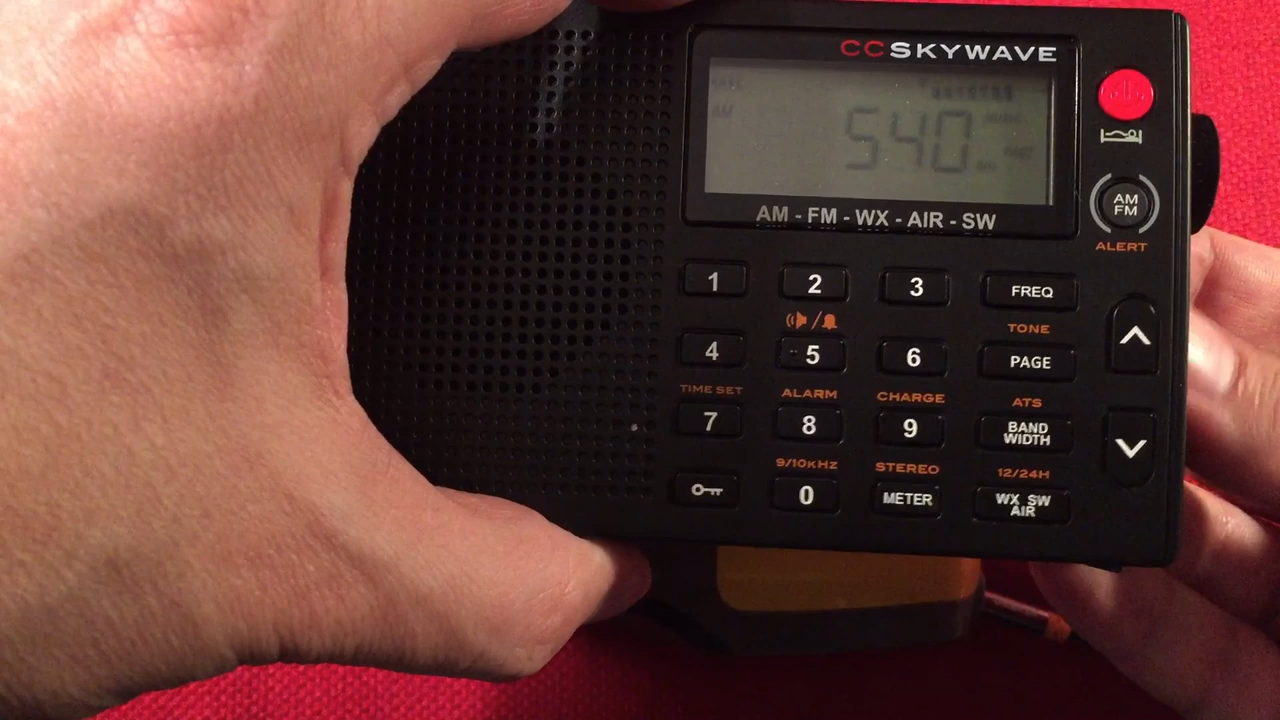 CCSKYWAVE
AM
540
AM - FM - WX - AIR - SW
AM
FM
ALERT
1 2 3 FREQ
TONE
4 5 6 PAGE
TIME SET ALARM CHARGE ATS
7 8 9 BAND
WIDTH
9/10KHZ STEREO 12/24H
0 METER WX SW
AIR